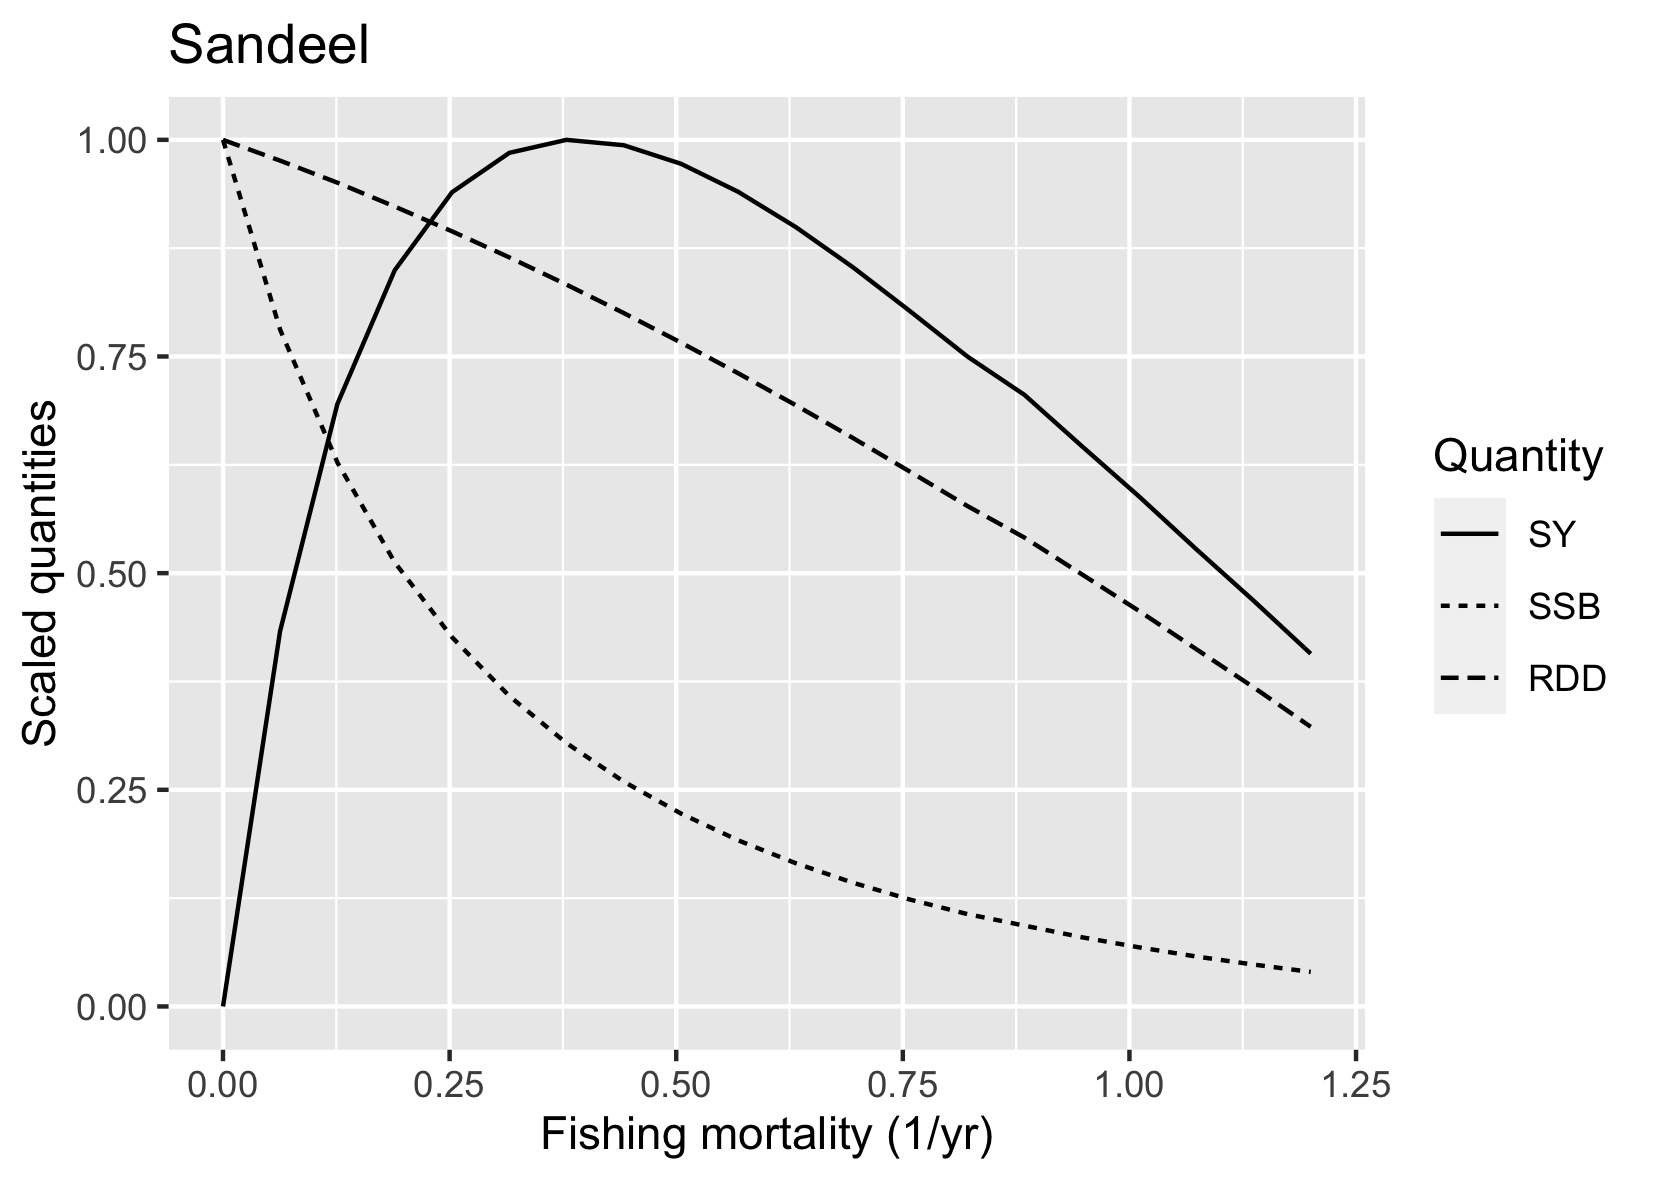 Sandeel
1.00
0.75
0.50
0.25
0.00
Scaled quantities
0.00 0.25 0.50 0.75 1.00 1.25
Fishing mortality (1/yr)
Quantity
SY
SSB
RDD